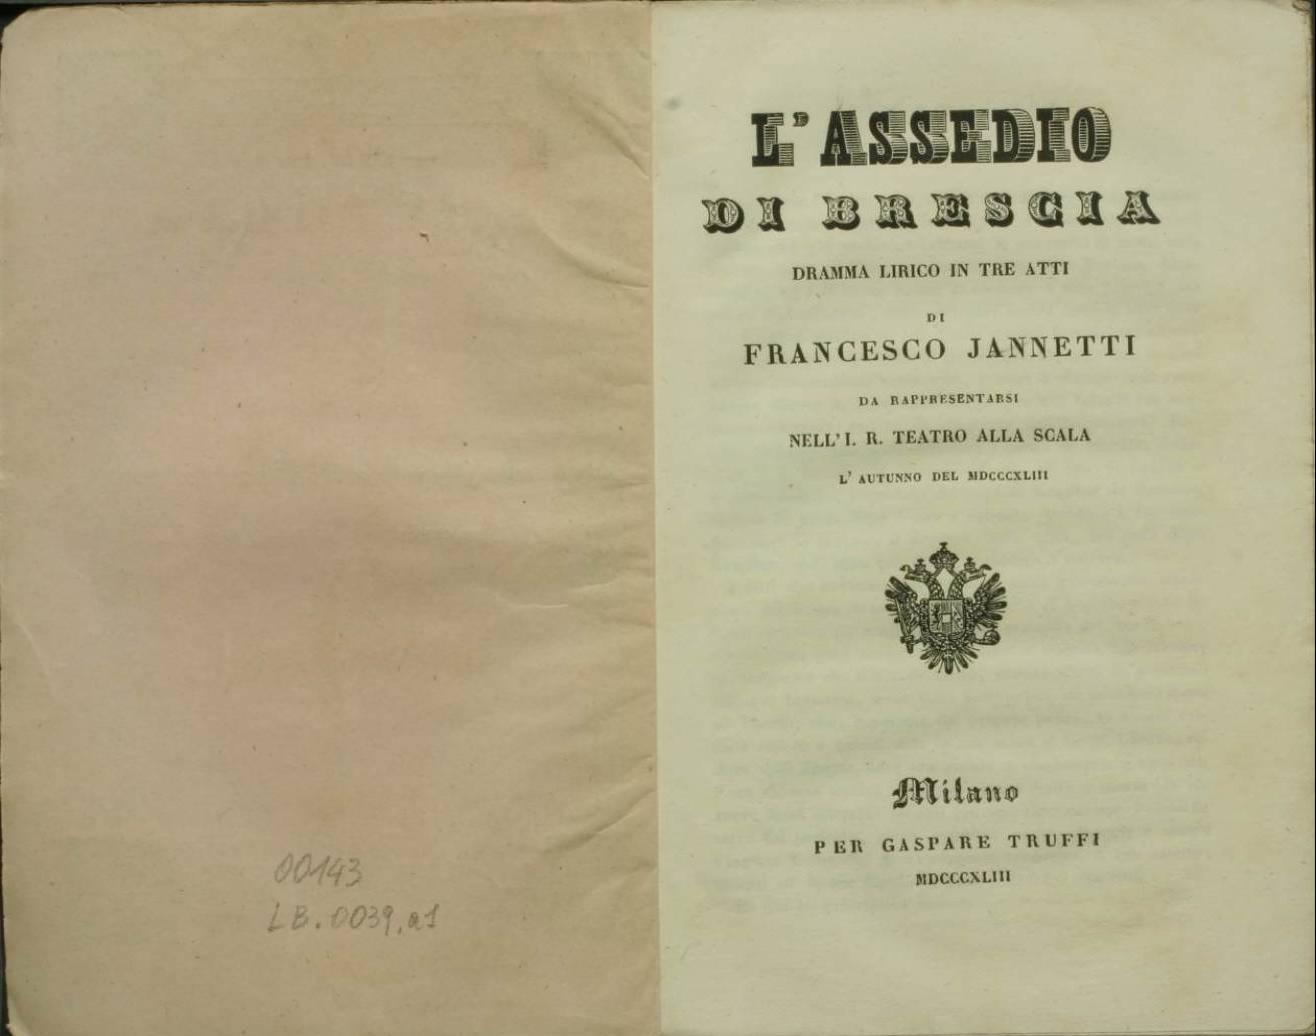 00143
LB.0039.a1
L'ASSEDIO
DI BRESCIA
DRAMMA LIRICO IN TRE ATTI
DI
FRANCESCO JANNETTI
DA RAPPRESENTARSI
NELL' I. R. TEATRO ALLA SCALA
L' AUTUNNO DEL MDCCCXLIII
Milano
PER GASPARE TRUFFI
MDCCCXLIII